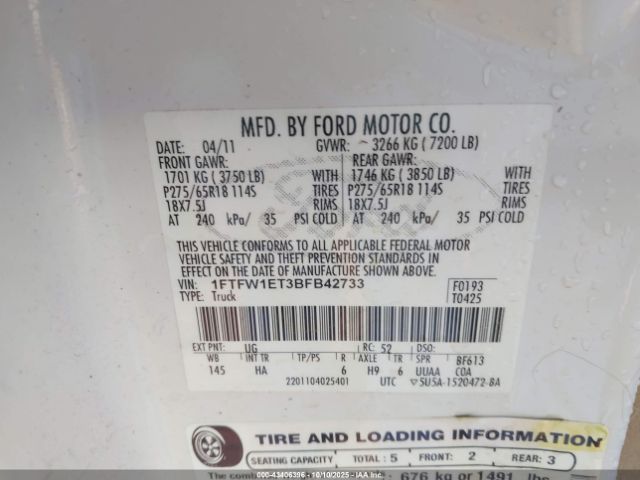 MFD. BY FORD MOTOR CO.
DATE: 04/11 GVWR: 3266 KG ( 7200 LB)
FRONT GAWR: REAR GAWR:
1701 KG ( 3750 LB) WITH 1746 KG ( 3850 LB) WITH
P275/65R18 114S TIRES P275/65R18 114S TIRES
18X7.5J RIMS 18X7.5J RIMS
AT 240 kPa/ 35 PSI COLD AT 240 kPa/ 35 PSI COLD
THIS VEHICLE CONFORMS TO ALL APPLICABLE FEDERAL MOTOR
VEHICLE SAFETY AND THEFT PREVENTION STANDARDS IN
EFFECT ON THE DATE OF MANUFACTURE SHOWN ABOVE.
VIN: 1FTFW1ET3BFB42733 F0193
TYPE: Truck T0425
EXT PNT: UG RC: 52 DSO:
WB INT TR TP/PS R AXLE TR SPR BF613
145 HA 6 H9 6 UUAA COA
2201104025401 UTC ▽5U5A-1520472-BA
TIRE AND LOADING INFORMATION
SEATING CAPACITY TOTAL: 5 FRONT: 2 REAR: 3
676 kg or 1491 lbs
© 000-43406396 - 10/10/2025 - IAA Inc.